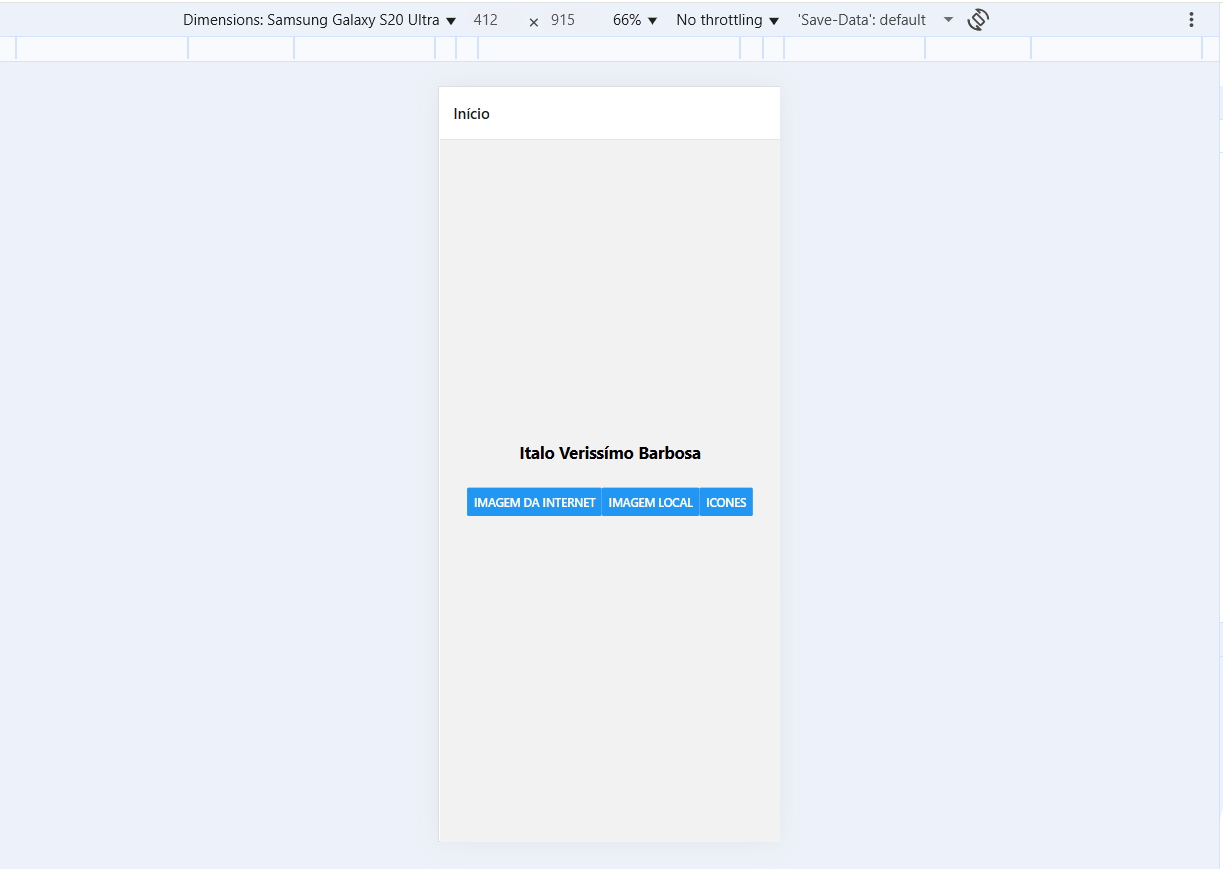 Dimensions: Samsung Galaxy S20 Ultra 412 × 915 66% No throttling 'Save-Data': default
Início
Italo Verissímo Barbosa
IMAGEM DA INTERNET IMAGEM LOCAL ICONES